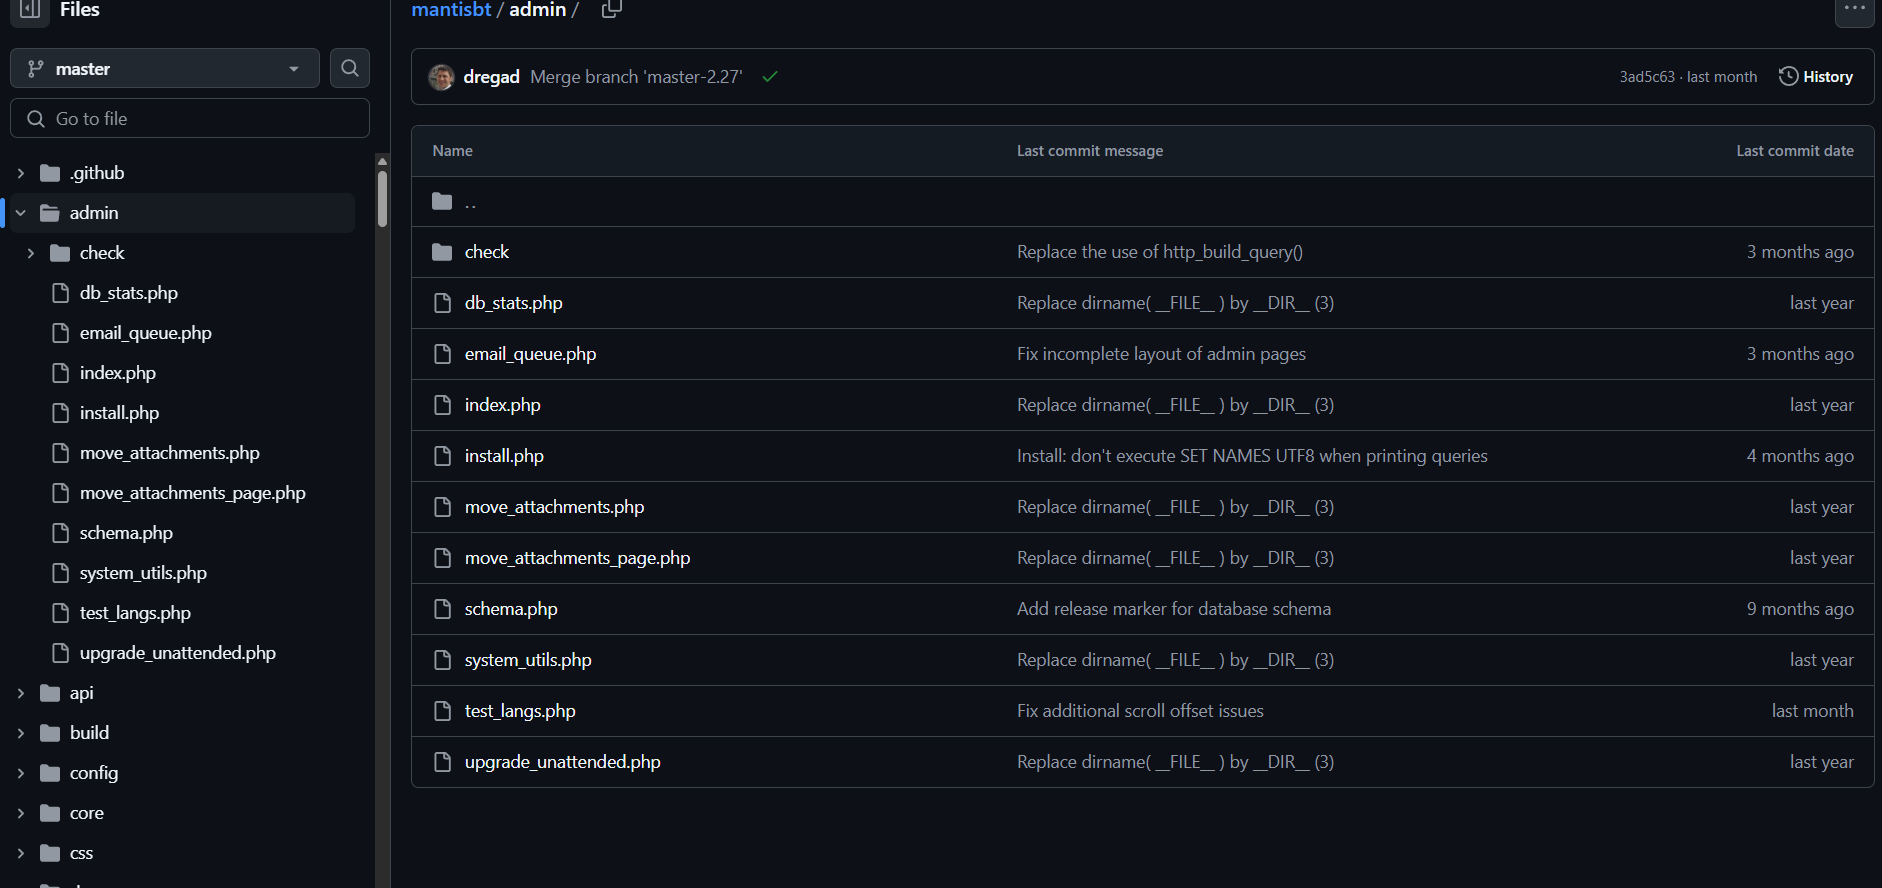 Files
master
Go to file
.github
admin
check
db_stats.php
email_queue.php
index.php
install.php
move_attachments.php
move_attachments_page.php
schema.php
system_utils.php
test_langs.php
upgrade_unattended.php
api
build
config
core
css
mantisbt / admin /
dregad Merge branch 'master-2.27' 3ad5c63 · last month History
Name Last commit message Last commit date
..
check Replace the use of http_build_query() 3 months ago
db_stats.php Replace dirname( __FILE__ ) by __DIR__ (3) last year
email_queue.php Fix incomplete layout of admin pages 3 months ago
index.php Replace dirname( __FILE__ ) by __DIR__ (3) last year
install.php Install: don't execute SET NAMES UTF8 when printing queries 4 months ago
move_attachments.php Replace dirname( __FILE__ ) by __DIR__ (3) last year
move_attachments_page.php Replace dirname( __FILE__ ) by __DIR__ (3) last year
schema.php Add release marker for database schema 9 months ago
system_utils.php Replace dirname( __FILE__ ) by __DIR__ (3) last year
test_langs.php Fix additional scroll offset issues last month
upgrade_unattended.php Replace dirname( __FILE__ ) by __DIR__ (3) last year